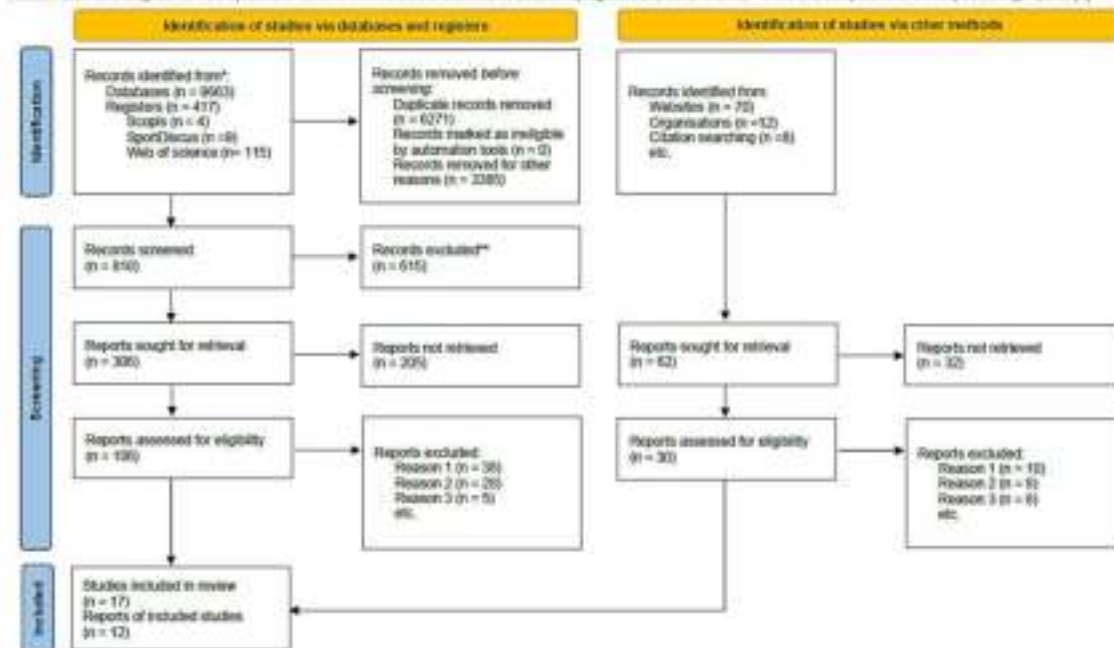 Identification of studies via databases and registers
Identification of studies via other methods
Identification
Records identified from*:
Databases (n = 9663)
Registers (n = 417)
Scopis (n = 4)
SportDiscus (n =9)
Web of science (n= 115)
Records removed before
screening:
Duplicate records removed
(n = 6271)
Records marked as ineligible
by automation tools (n = 0)
Records removed for other
reasons (n = 3385)
Records identified from:
Websites (n = 70)
Organisations (n =12)
Citation searching (n =8)
etc.
Screening
Records screened
Records excluded**
(n = 615)
Reports sought for retrieval
Reports not retrieved
(n = 205)
Reports sought for retrieval
(n = 62)
Reports not retrieved
(n = 32)
Reports assessed for eligibility
Reports excluded:
Reason 1 (n = 38)
Reason 2 (n = 28)
Reason 3 (n = 5)
etc.
Reports assessed for eligibility
(n = 30)
Reports excluded:
Reason 1 (n = 10)
Reason 2
Reason 3
etc.
Included
Studies included in review
(n = 17)
Reports of included studies
(n = 12)